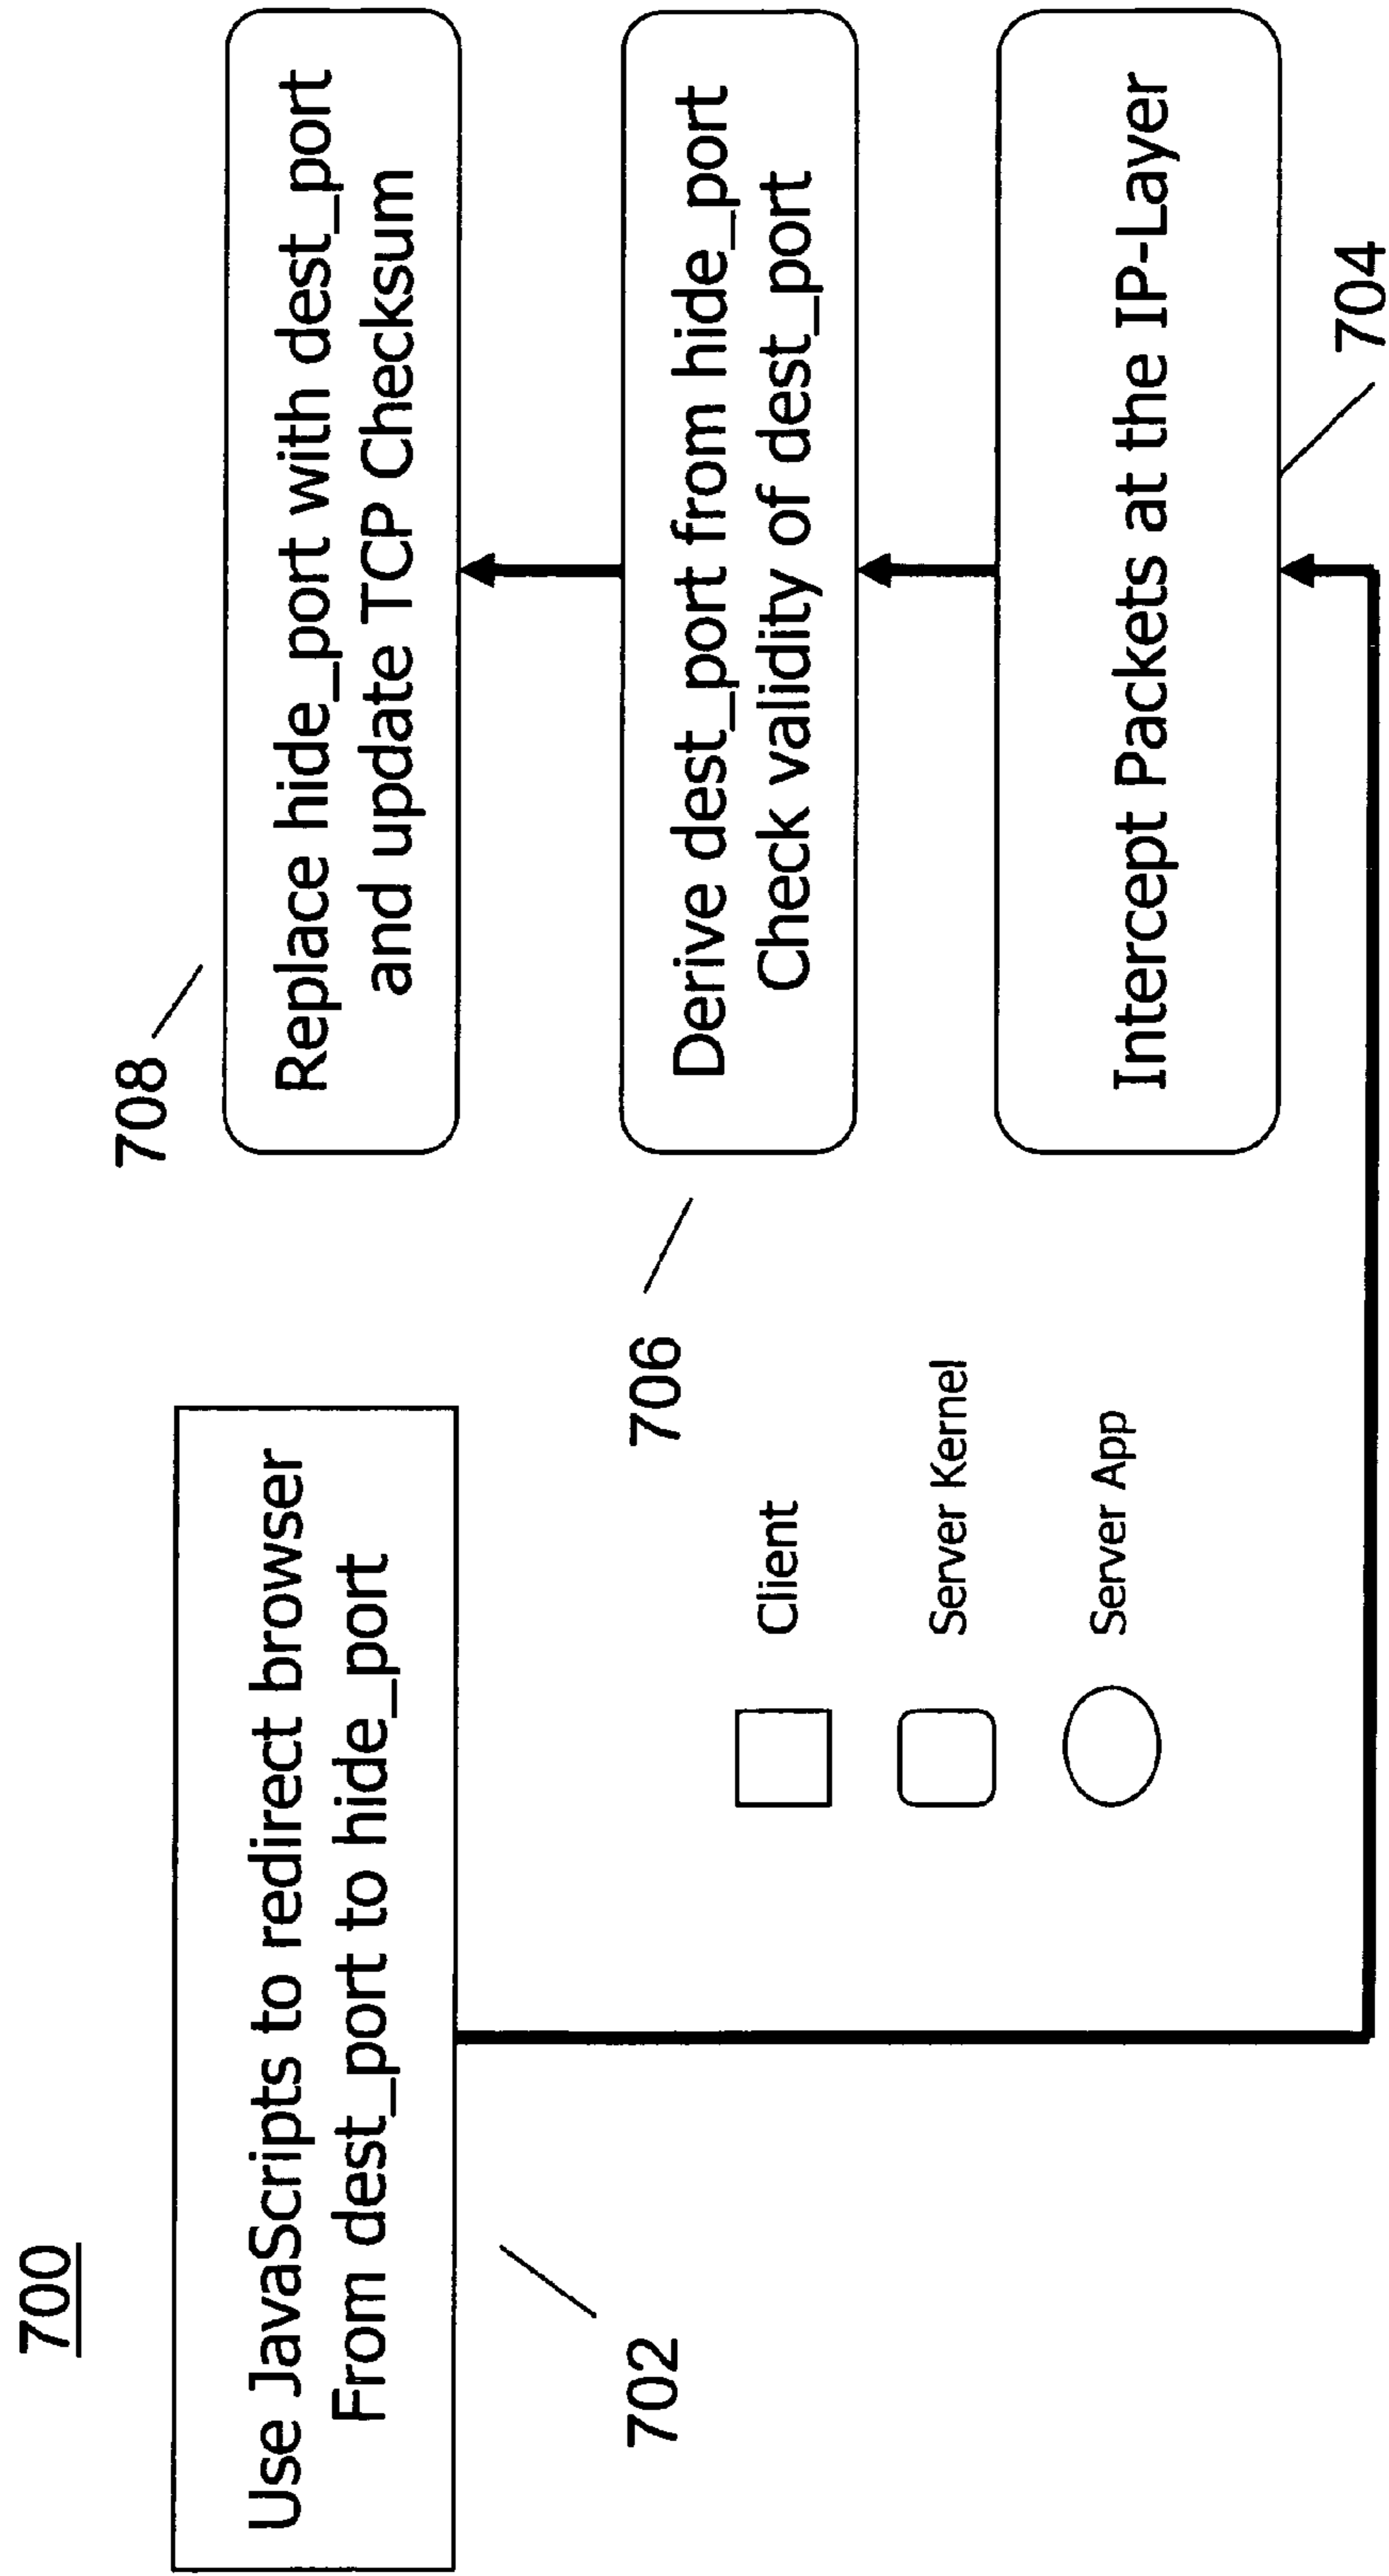 700
Use JavaScripts to redirect browser
From dest_port to hide_port
702
708
Replace hide_port with dest_port
and update TCP Checksum
706
Derive dest_port from hide_port
Check validity of dest_port
Intercept Packets at the IP-Layer
704
Client
Server Kernel
Server App